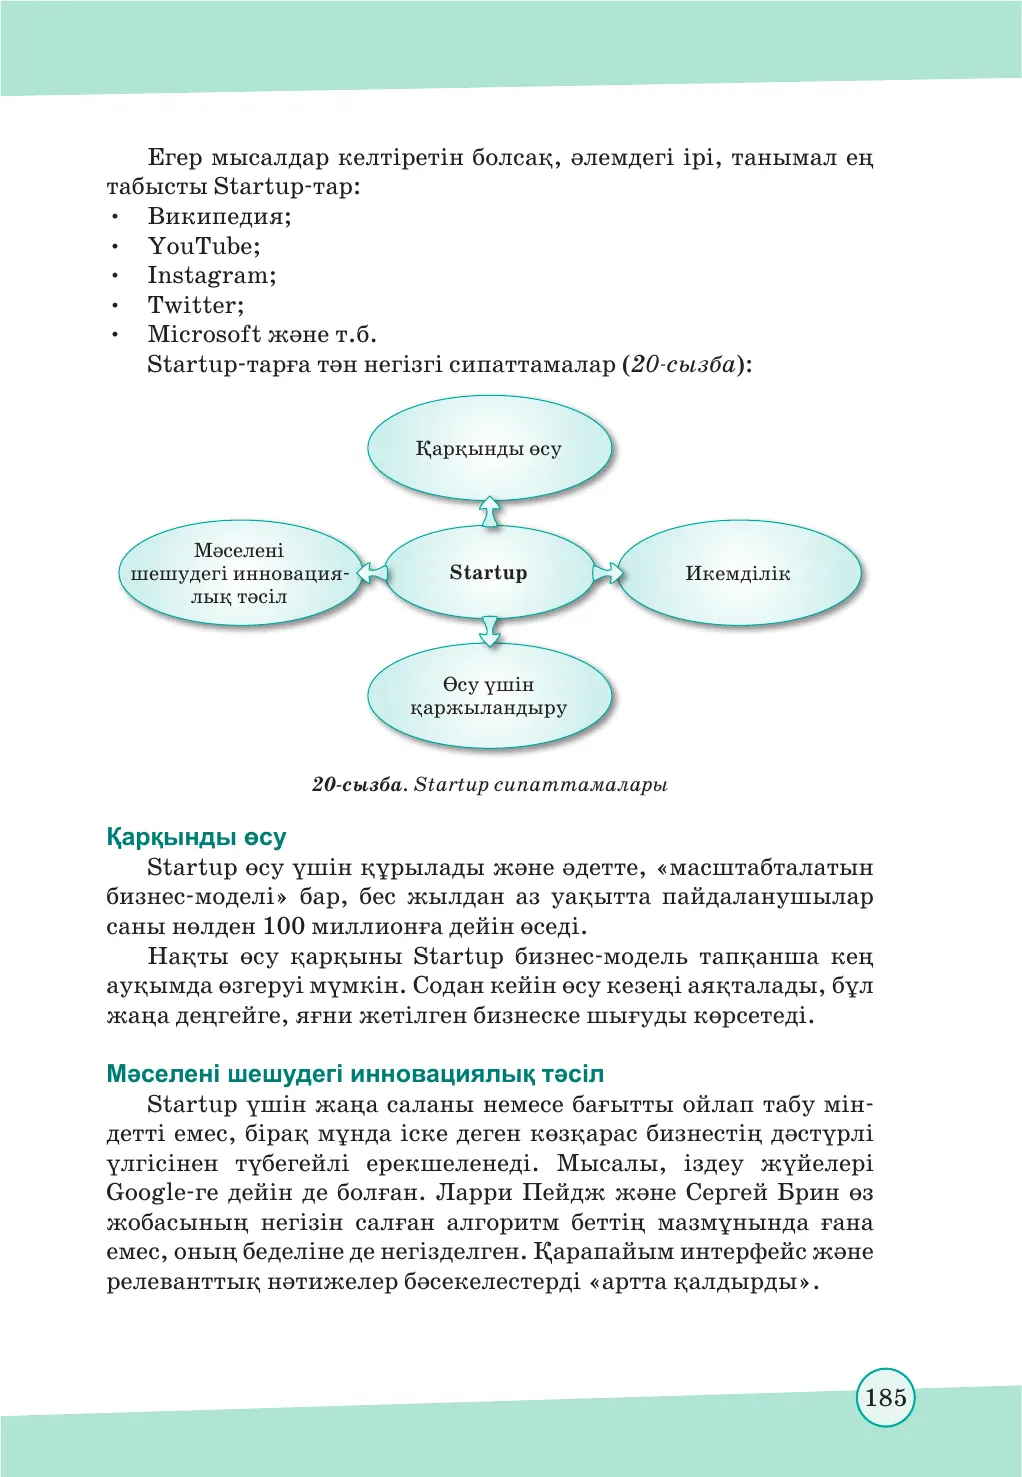 Егер мысалдар келтіретін болсақ, әлемдегі ірі, танымал ең
табысты Startup-тар:
• Википедия;
• YouTube;
• Instagram;
• Twitter;
• Microsoft және т.б.
Startup-тарға тән негізгі сипаттамалар (20-сызба):
Қарқынды өсу
Мәселені
шешудегі инновация-
лық тәсіл
Startup
Икемділік
Өсу үшін
қаржыландыру
20-сызба. Startup сипаттамалары
Қарқынды өсу
Startup өсу үшін құрылады және әдетте, «масштабталатын
бизнес-моделі» бар, бес жылдан аз уақытта пайдаланушылар
саны нөлден 100 миллионға дейін өседі.
Нақты өсу қарқыны Startup бизнес-модель тапқанша кең
ауқымда өзгеруі мүмкін. Содан кейін өсу кезеңі аяқталады, бұл
жаңа деңгейге, яғни жетілген бизнеске шығуды көрсетеді.
Мәселені шешудегі инновациялық тәсіл
Startup үшін жаңа саланы немесе бағытты ойлап табу мін-
детті емес, бірақ мұнда іске деген көзқарас бизнестің дәстүрлі
үлгісінен түбегейлі ерекшеленеді. Мысалы, іздеу жүйелері
Google-ге дейін де болған. Ларри Пейдж және Сергей Брин өз
жобасының негізін салған алгоритм беттің мазмұнында ғана
емес, оның беделіне де негізделген. Қарапайым интерфейс және
релеванттық нәтижелер бәсекелестерді «артта қалдырды».
185